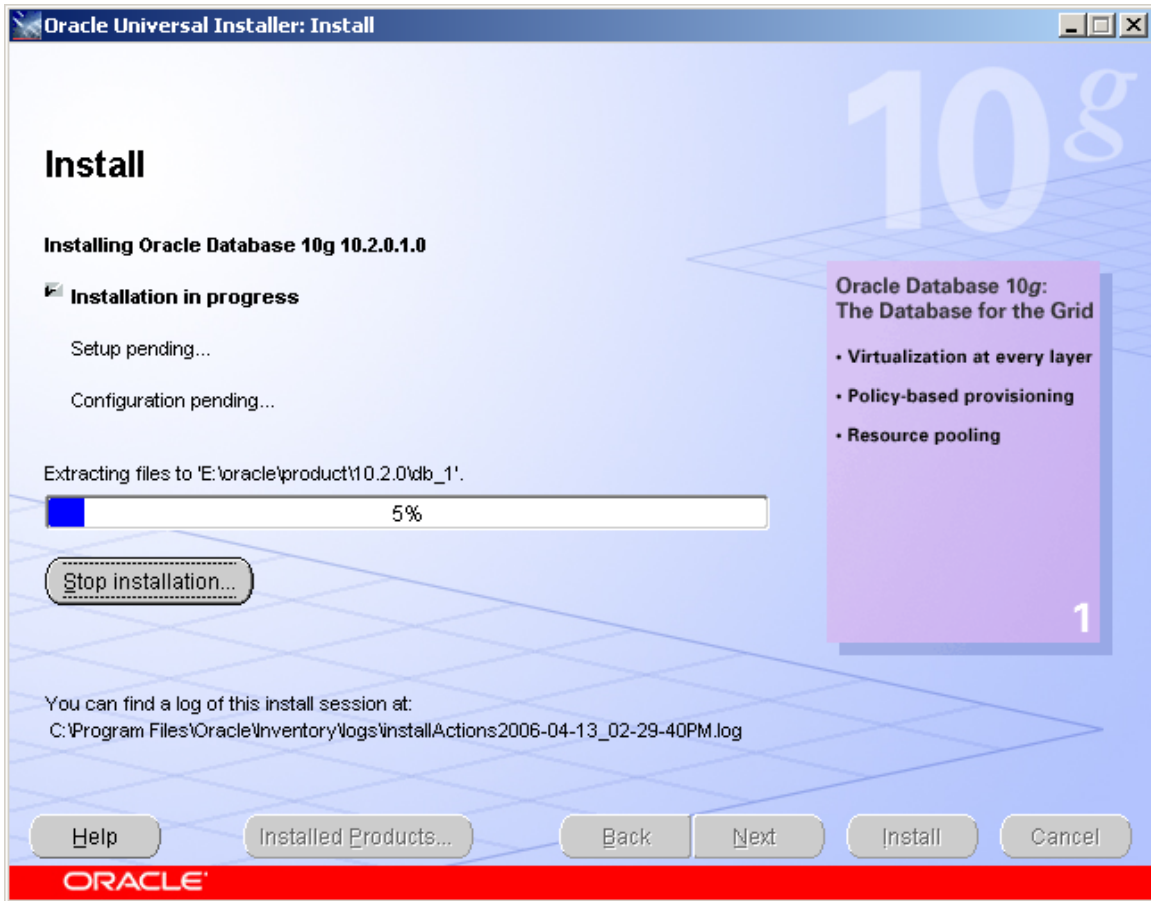 Oracle Universal Installer: Install
10g
Install
Installing Oracle Database 10g 10.2.0.1.0
Installation in progress
Setup pending...
Configuration pending...
Extracting files to 'E:\oracle\product\10.2.0\db_1'.
5%
Stop installation...
Oracle Database 10g:
The Database for the Grid
• Virtualization at every layer
• Policy-based provisioning
• Resource pooling
1
You can find a log of this install session at:
C:\Program Files\Oracle\Inventory\logs\installActions2006-04-13_02-29-40PM.log
Help
Installed Products...
Back
Next
Install
Cancel
ORACLE